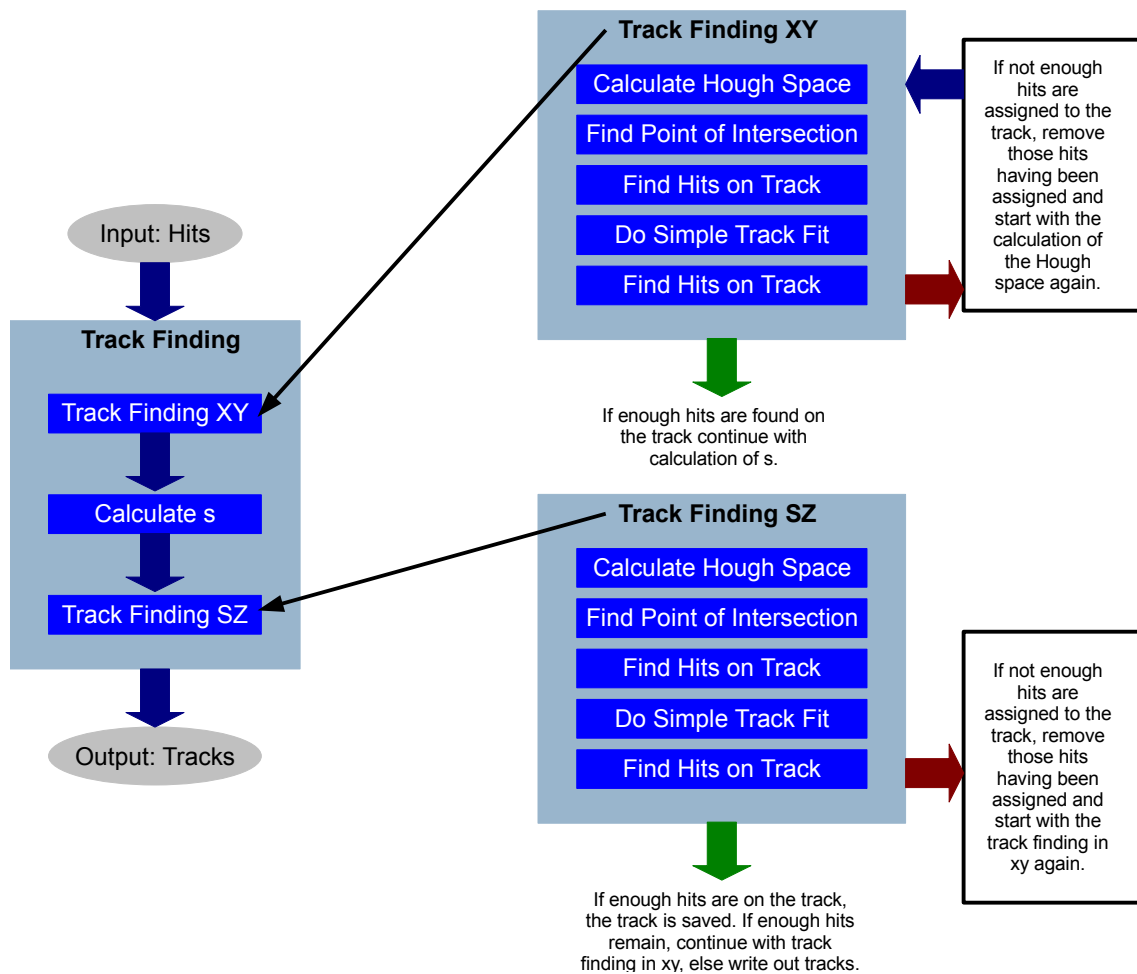 Input: Hits
Track Finding
Track Finding XY
Calculate s
Track Finding SZ
Output: Tracks
Track Finding XY
Calculate Hough Space
Find Point of Intersection
Find Hits on Track
Do Simple Track Fit
Find Hits on Track
If not enough
hits are
assigned to the
track, remove
those hits
having been
assigned and
start with the
calculation of
the Hough
space again.
If enough hits are found on
the track continue with
calculation of s.
Track Finding SZ
Calculate Hough Space
Find Point of Intersection
Find Hits on Track
Do Simple Track Fit
Find Hits on Track
If not enough
hits are
assigned to the
track, remove
those hits
having been
assigned and
start with the
track finding in
xy again.
If enough hits are on the track,
the track is saved. If enough hits
remain, continue with track
finding in xy, else write out tracks.